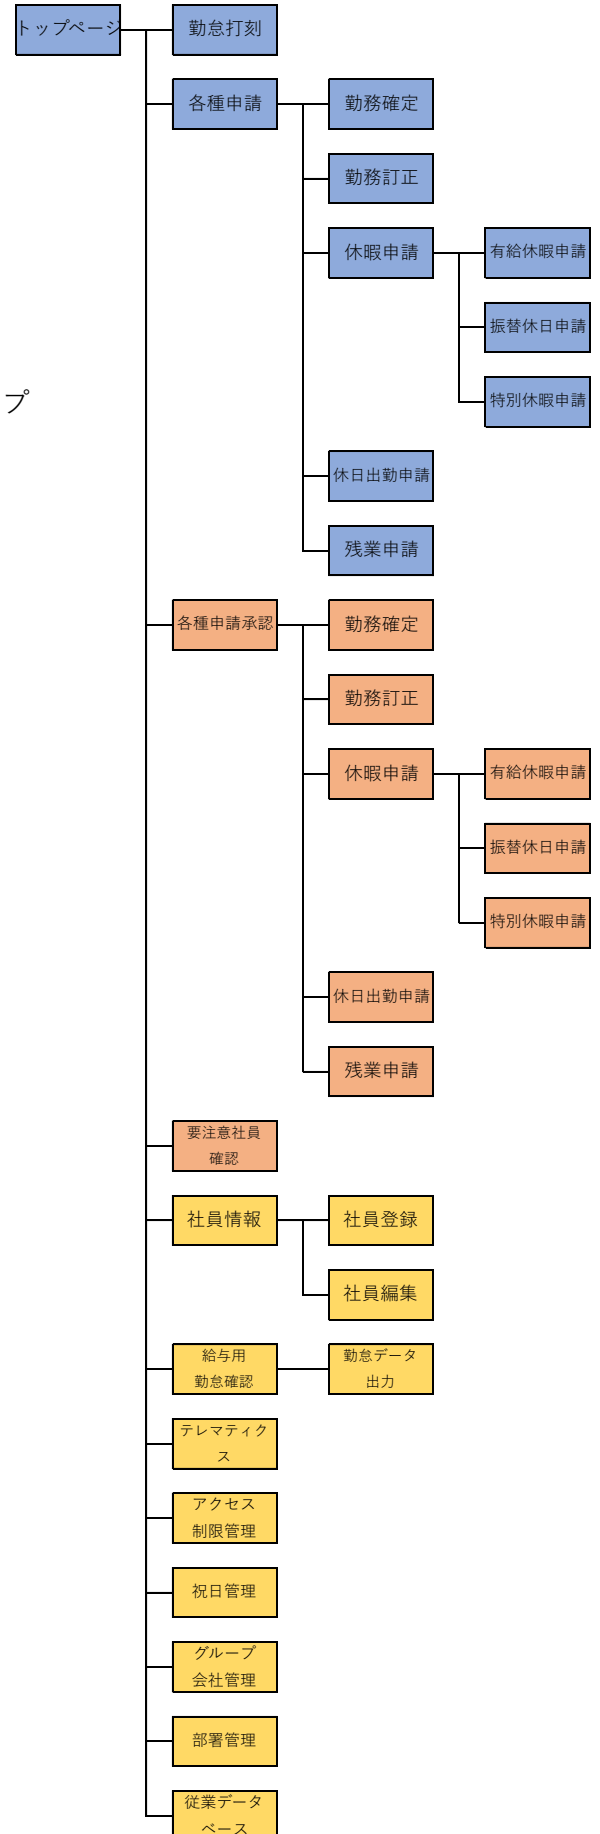 トップページ
勤怠打刻
各種申請
勤務確定
勤務訂正
休暇申請
有給休暇申請
振替休日申請
プ
特別休暇申請
休日出勤申請
残業申請
各種申請承認
勤務確定
勤務訂正
休暇申請
有給休暇申請
振替休日申請
特別休暇申請
休日出勤申請
残業申請
要注意社員
確認
社員情報
社員登録
社員編集
給与用
勤怠確認
勤怠データ
出力
テレマティク
ス
アクセス
制限管理
祝日管理
グループ
会社管理
部署管理
従業データ
ベース